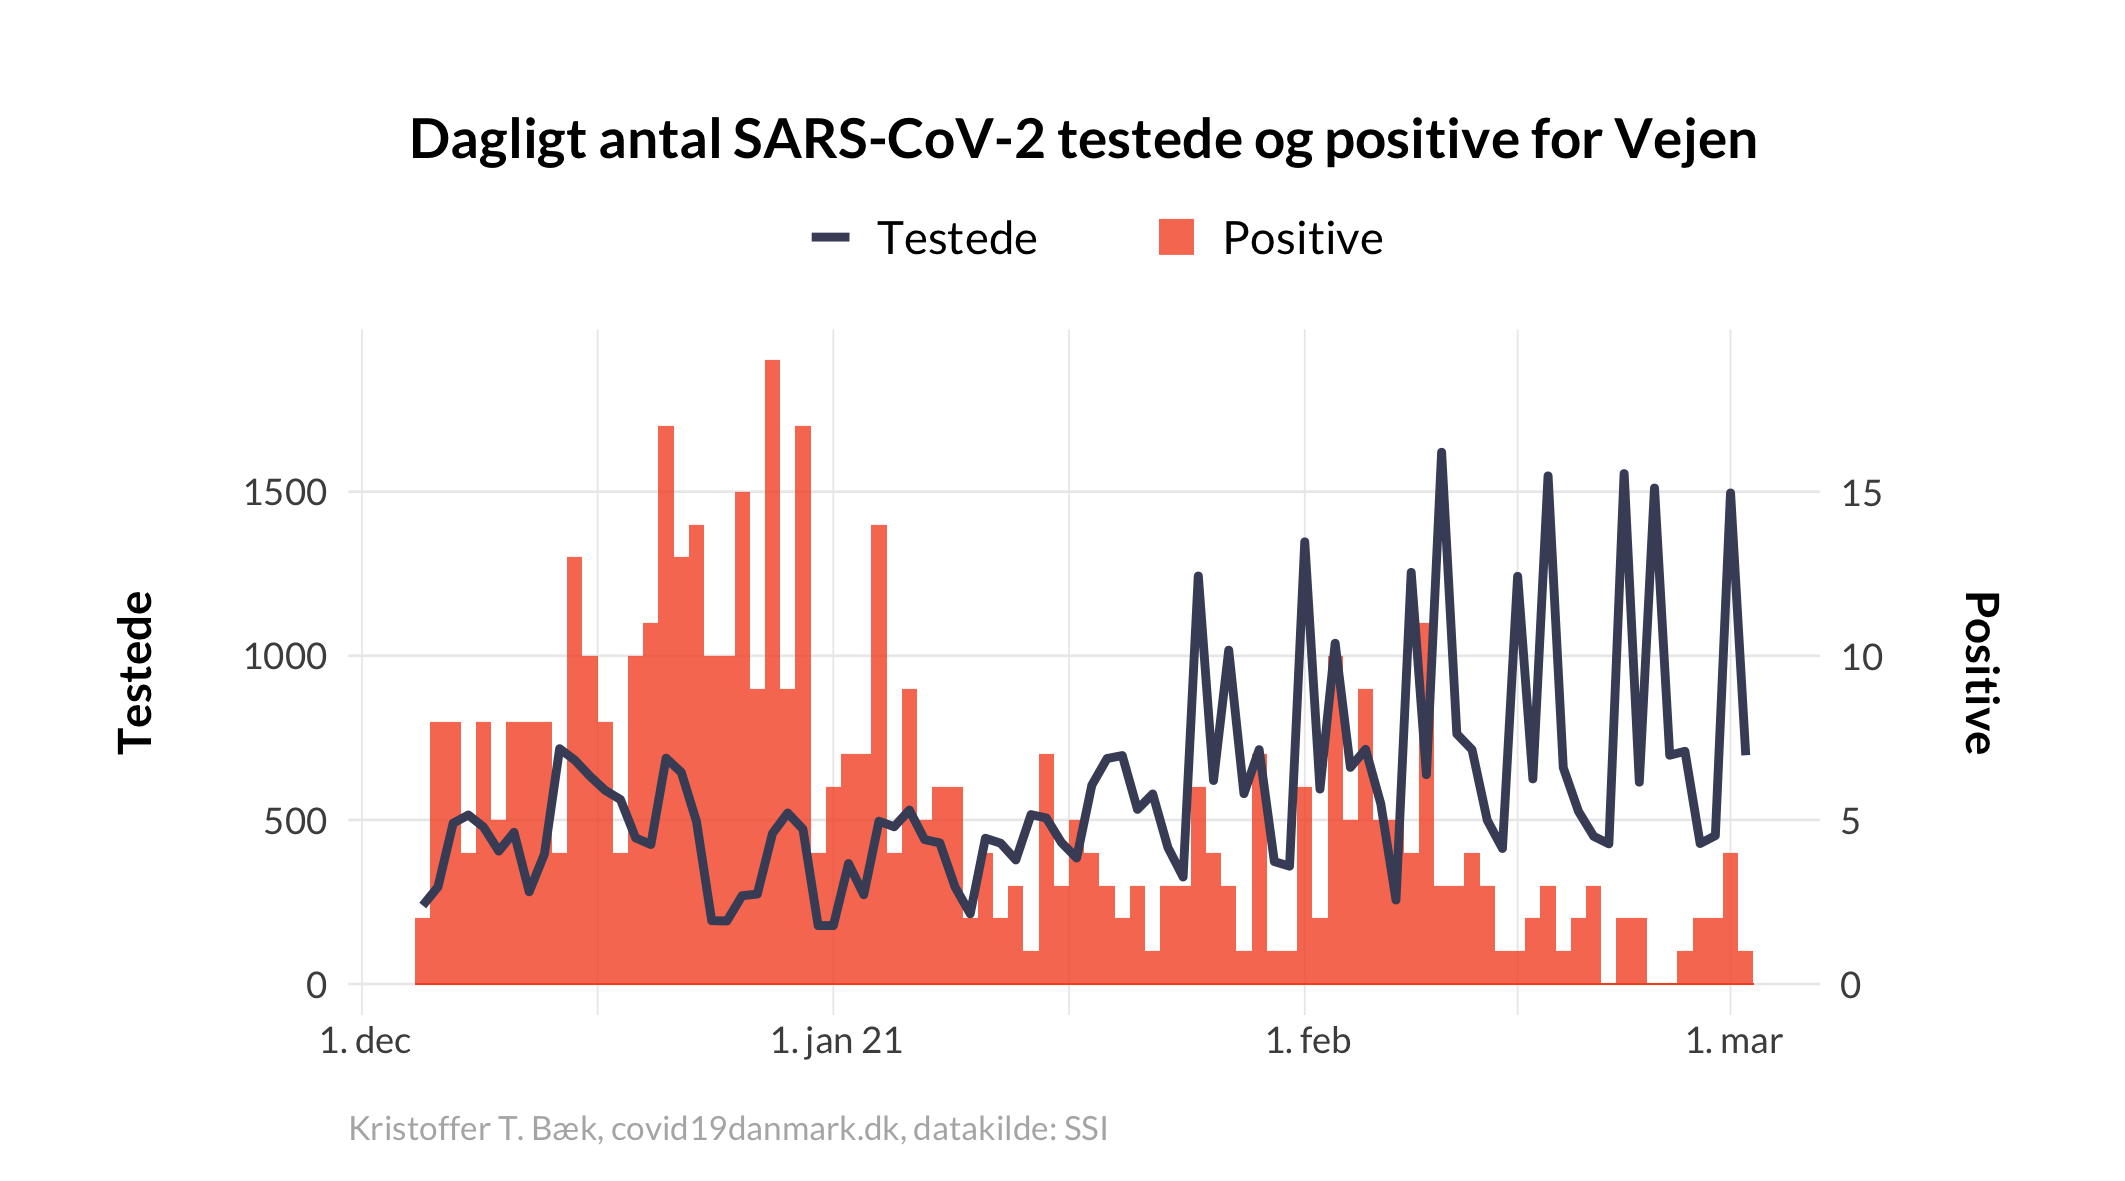 Dagligt antal SARS-CoV-2 testede og positive for Vejen
Testede Positive
1500 15
1000 10
500 5
0 0
Testede
Positive
1. dec 1. jan 21 1. feb 1. mar
Kristoffer T. Bæk, covid19danmark.dk, datakilde: SSI